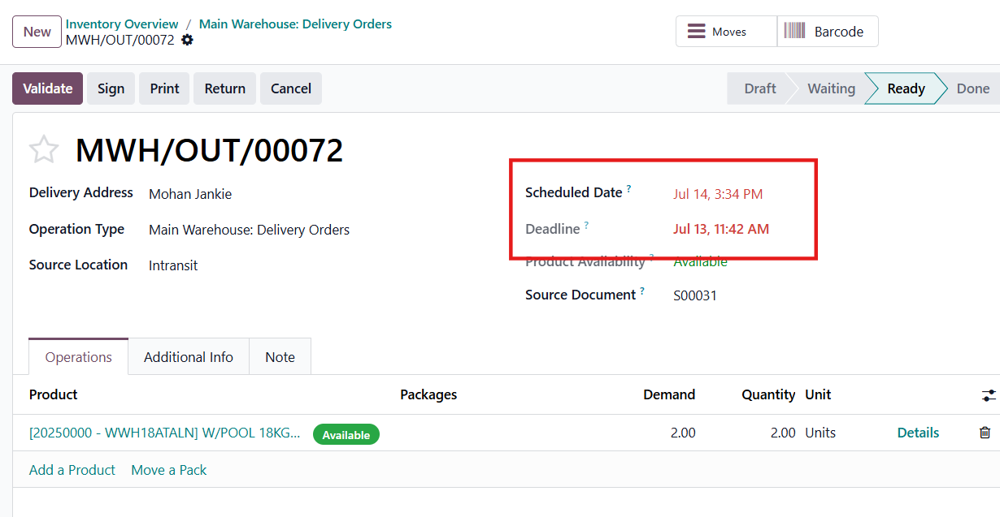 New
Inventory Overview / Main Warehouse: Delivery Orders
MWH/OUT/00072
Moves
Barcode
Validate Sign Print Return Cancel
Draft Waiting Ready Done
MWH/OUT/00072
Delivery Address Mohan Jankie
Scheduled Date ? Jul 14, 3:34 PM
Operation Type Main Warehouse: Delivery Orders
Deadline ? Jul 13, 11:42 AM
Source Location Intransit
Product Availability ? Available
Source Document ? S00031
Operations Additional Info Note
Product Packages Demand Quantity Unit
[20250000 - WWH18ATALN] W/POOL 18KG... Available 2.00 2.00 Units Details
Add a Product Move a Pack